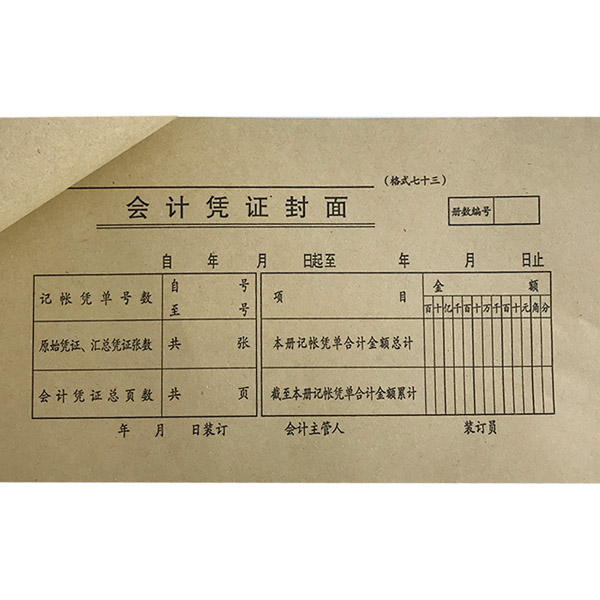 （格式七十三）
会计凭证封面
册数编号
自 年 月 日起至 年 月 日止
记帐凭单号数 自 号 项 目 金 额
至 号 百十亿千百十万千百十元角分
原始凭证、汇总凭证张数 共 张 本册记帐凭单合计金额总计
会计凭证总页数 共 页 截至本册记帐凭单合计金额累计
年 月 日装订 会计主管人 装订员